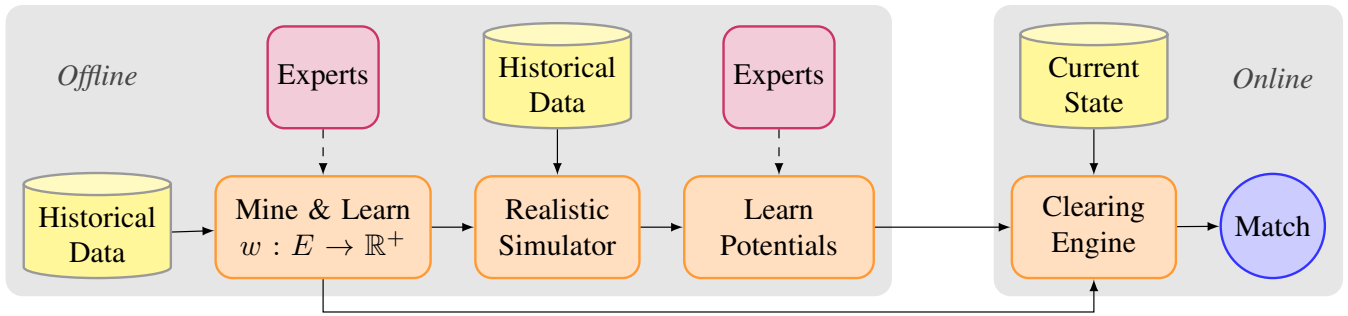 Offline
Experts
Historical
Data
Experts
Current
State
Online
Historical
Data
Mine & Learn
w : E → ℝ⁺
Realistic
Simulator
Learn
Potentials
Clearing
Engine
Match